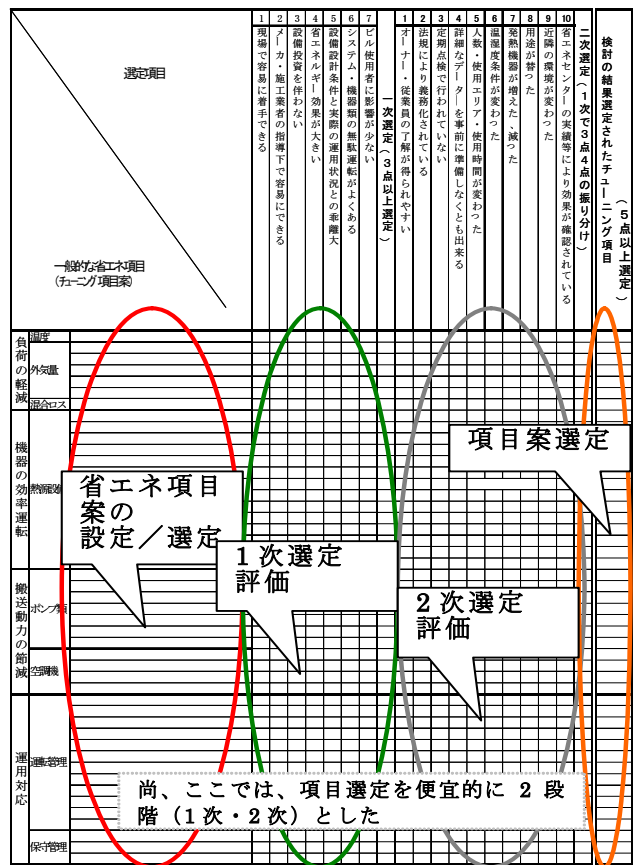 選定項目
一般的な省エネ項目
(チューニング項目案)
1 現場で容易に着手できる
2 メーカ・施工業者の指導下で容易にできる
3 設備投資を伴わない
4 省エネルギー効果が大きい
5 設備設計条件と実際の運用状況との乖離大
6 システム・機器類の無駄運転がよくある
7 ビル使用者に影響が少ない
一次選定(3点以上選定)
1 オーナー・従業員の了解が得られやすい
2 法規により義務化されている
3 定期点検で行われていない
4 詳細なデーターを事前に準備しなくとも出来る
5 人数・使用エリア・使用時間が変わった
6 温湿度条件が変わった
7 発熱機器が増えた、減った
8 用途が替った
9 近隣の環境が変わった
10 省エネセンターの実績等により効果が確認されている
二次選定(1次で3点4点の振り分け)
検討の結果選定されたチューニング項目
(5点以上選定)
負荷の軽減
温度
外気量
混合ロス
機器の効率運転
熱源設備
搬送動力の節減
ポンプ類
空調機
運用対応
運転管理
保守管理
省エネ項目
案の
設定/選定
1次選定
評価
2次選定
評価
項目案選定
尚、ここでは、項目選定を便宜的に 2 段
階(1次・2次)とした